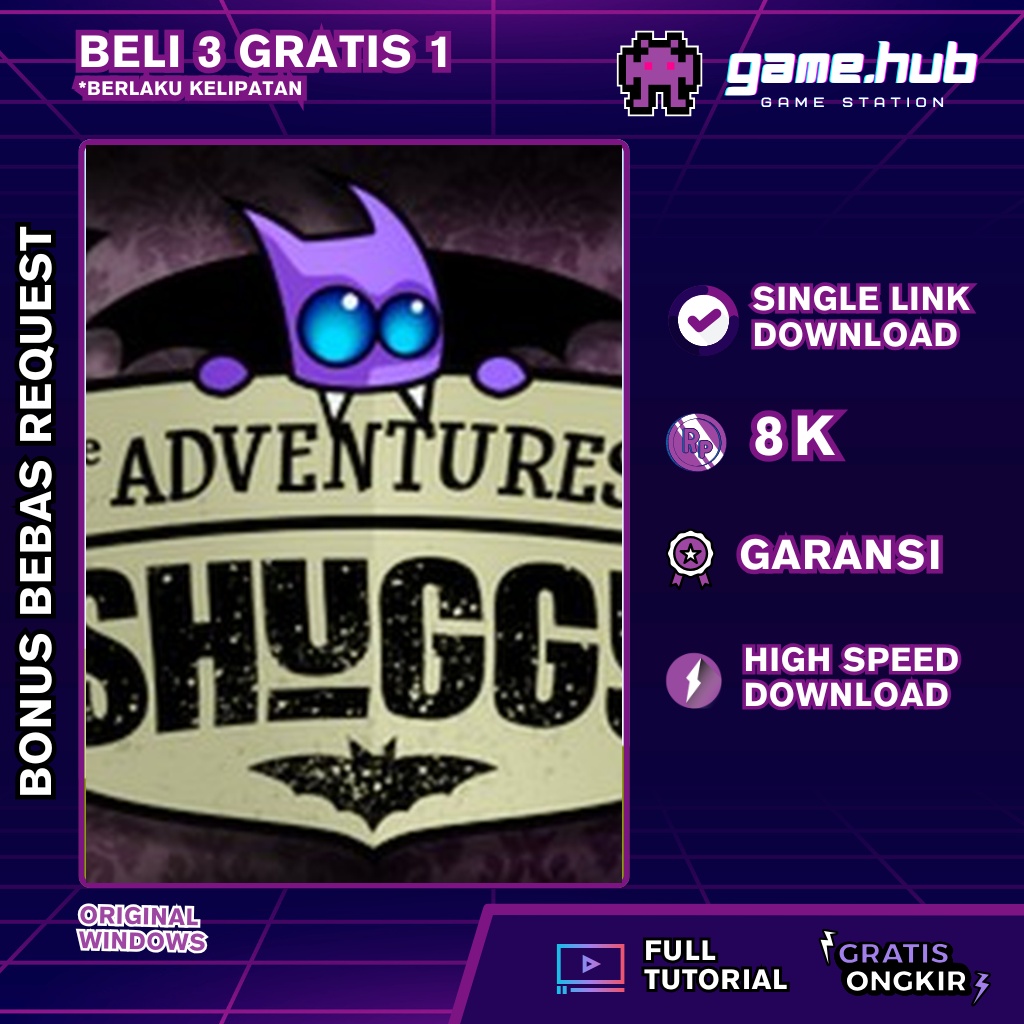 BELI 3 GRATIS 1
*BERLAKU KELIPATAN
game.hub
GAME STATION
BONUS BEBAS REQUEST
e ADVENTURES
SHUGGY
SINGLE LINK
DOWNLOAD
Rp
8K
GARANSI
HIGH SPEED
DOWNLOAD
ORIGINAL
WINDOWS
FULL
TUTORIAL
GRATIS
ONGKIR